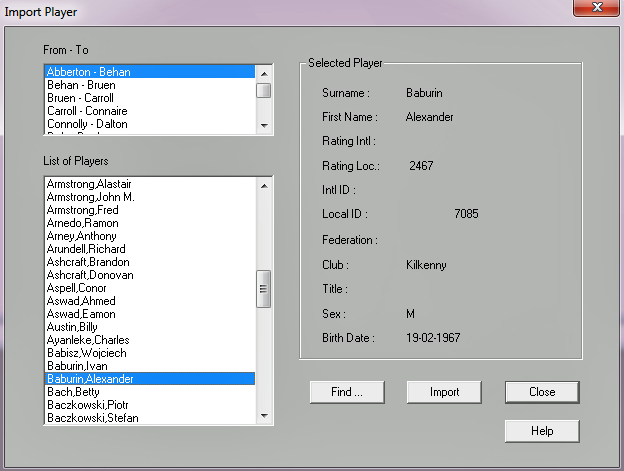 Import Player
From - To
Abberton - Behan
Behan - Bruen
Bruen - Carroll
Carroll - Connaire
Connolly - Dalton
List of Players
Armstrong,Alastair
Armstrong,John M.
Armstrong,Fred
Arnedo,Ramon
Arney,Anthony
Arundell,Richard
Ashcraft,Brandon
Ashcraft,Donovan
Aspell,Conor
Aswad,Ahmed
Aswad,Eamon
Austin,Billy
Ayanleke,Charles
Babisz,Wojciech
Baburin,Ivan
Baburin,Alexander
Bach,Betty
Baczkowski,Piotr
Baczkowski,Stefan
Selected Player
Surname : Baburin
First Name : Alexander
Rating Intl :
Rating Loc.: 2467
Intl ID :
Local ID : 7085
Federation :
Club : Kilkenny
Title :
Sex : M
Birth Date : 19-02-1967
Find ... Import Close
Help